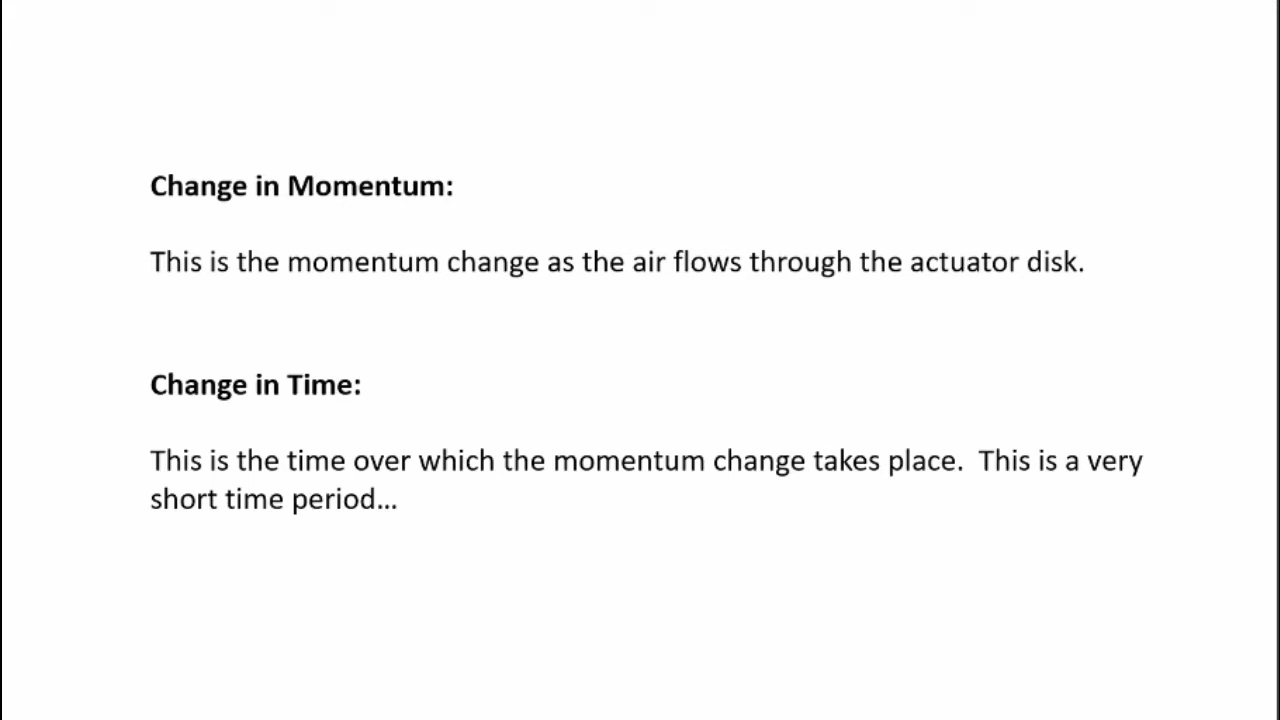 Change in Momentum:
This is the momentum change as the air flows through the actuator disk.
Change in Time:
This is the time over which the momentum change takes place.  This is a very
short time period...